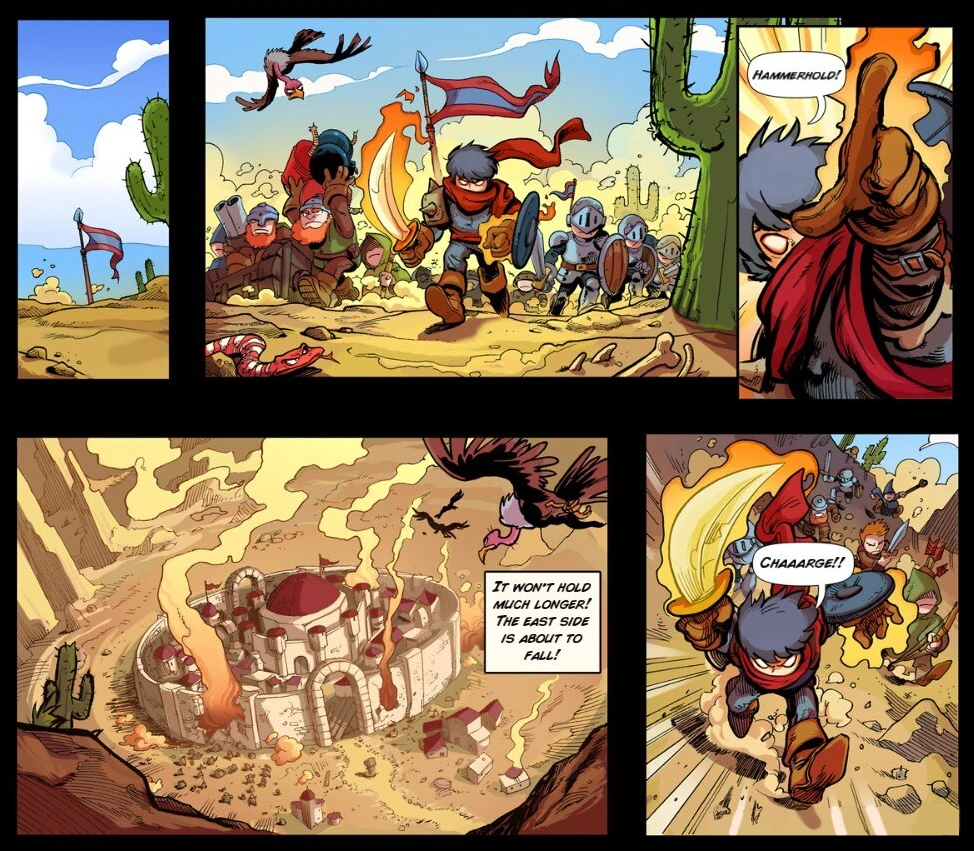 HAMMERHOLD!
IT WON'T HOLD
MUCH LONGER!
THE EAST SIDE
IS ABOUT TO
FALL!
CHAAARGE!!